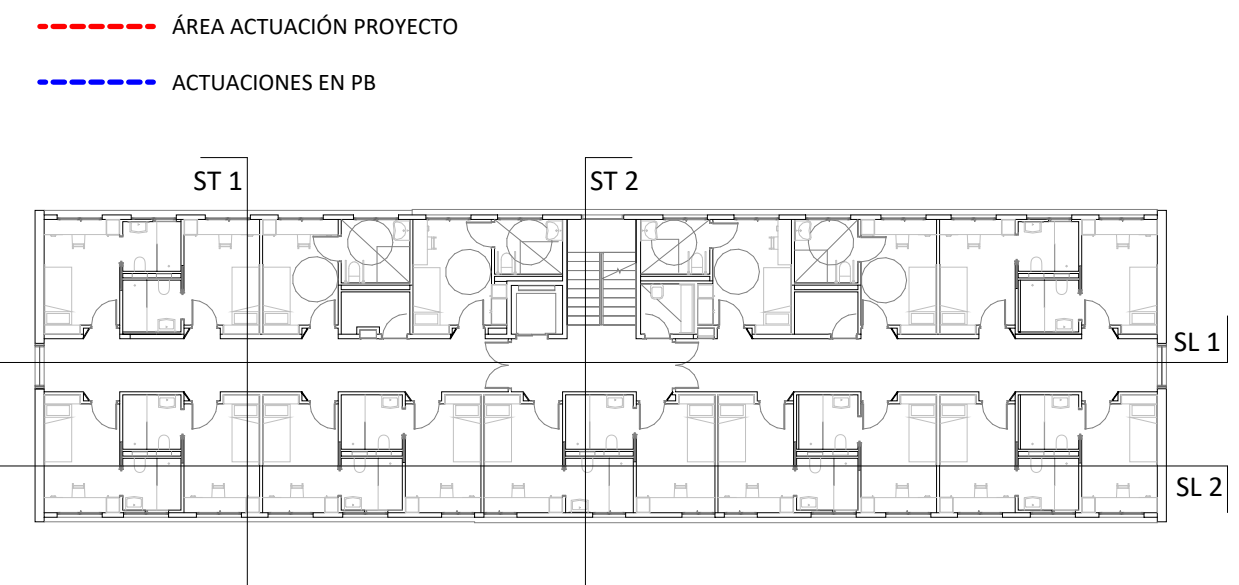 ÁREA ACTUACIÓN PROYECTO
ACTUACIONES EN PB
ST 1
ST 2
SL 1
SL 2